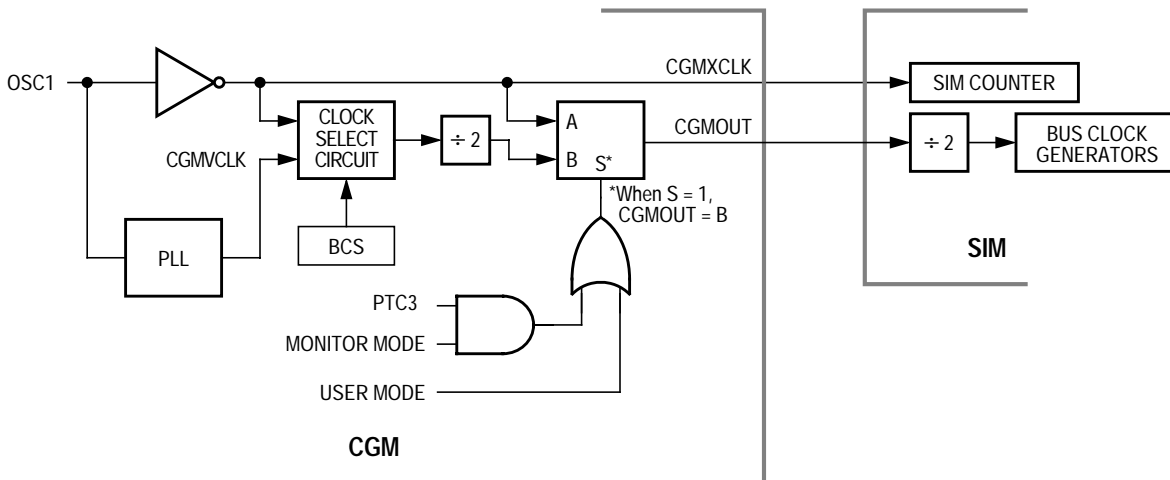 OSC1
CGMXCLK
SIM COUNTER
CLOCK
SELECT
CIRCUIT
÷ 2
A
B
S*
CGMOUT
÷ 2
BUS CLOCK
GENERATORS
CGMVCLK
*When S = 1,
CGMOUT = B
BCS
PLL
SIM
PTC3
MONITOR MODE
USER MODE
CGM